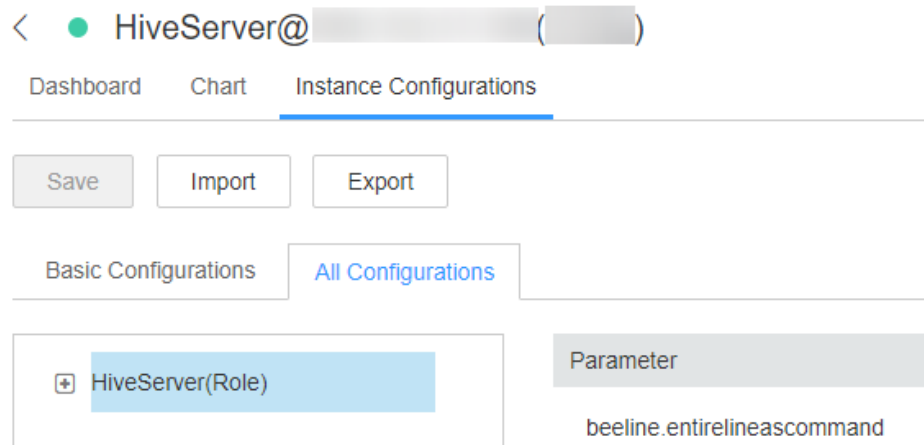 HiveServer@ ( )
Dashboard Chart Instance Configurations
Save Import Export
Basic Configurations All Configurations
HiveServer(Role)
Parameter
beeline.entirelineascommand